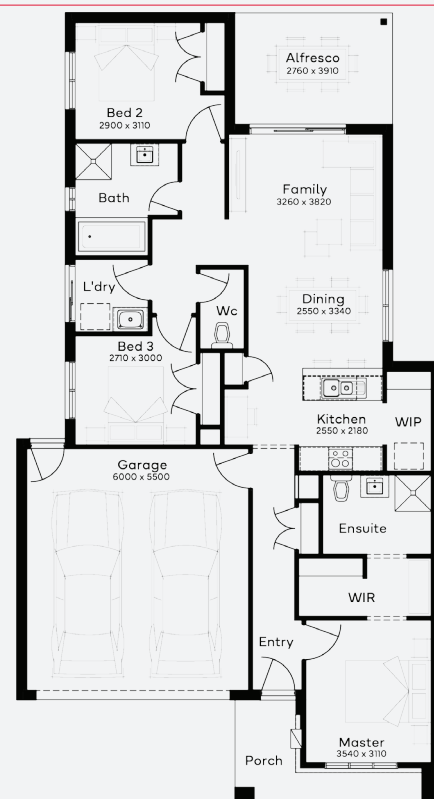 Alfresco
2760 x 3910
Bed 2
2900 x 3110
Bath
Family
3260 x 3820
L'dry
Wc
Dining
2550 x 3340
Bed 3
2710 x 3000
Kitchen
2550 x 2180
WIP
Garage
6000 x 5500
Ensuite
WIR
Entry
Master
3540 x 3110
Porch